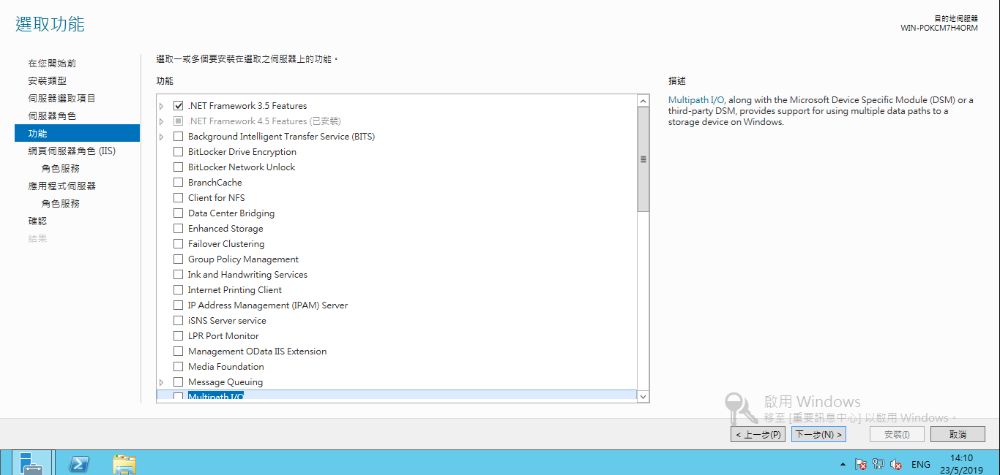 選取功能
目的地伺服器
WIN-POKCM7H4ORM
在您開始前
安裝類型
伺服器選取項目
伺服器角色
功能
網頁伺服器角色 (IIS)
角色服務
應用程式伺服器
角色服務
確認
結果
選取一或多個要安裝在選取之伺服器上的功能。
功能
.NET Framework 3.5 Features
.NET Framework 4.5 Features (已安裝)
Background Intelligent Transfer Service (BITS)
BitLocker Drive Encryption
BitLocker Network Unlock
BranchCache
Client for NFS
Data Center Bridging
Enhanced Storage
Failover Clustering
Group Policy Management
Ink and Handwriting Services
Internet Printing Client
IP Address Management (IPAM) Server
iSNS Server service
LPR Port Monitor
Management OData IIS Extension
Media Foundation
Message Queuing
Multipath I/O
描述
Multipath I/O, along with the Microsoft Device Specific Module (DSM) or a
third-party DSM, provides support for using multiple data paths to a
storage device on Windows.
啟用 Windows
移至 [重要訊息中心] 以啟用 Windows。
< 上一步(P)
下一步(N) >
安裝(I)
取消
ENG
14:10
23/5/2019